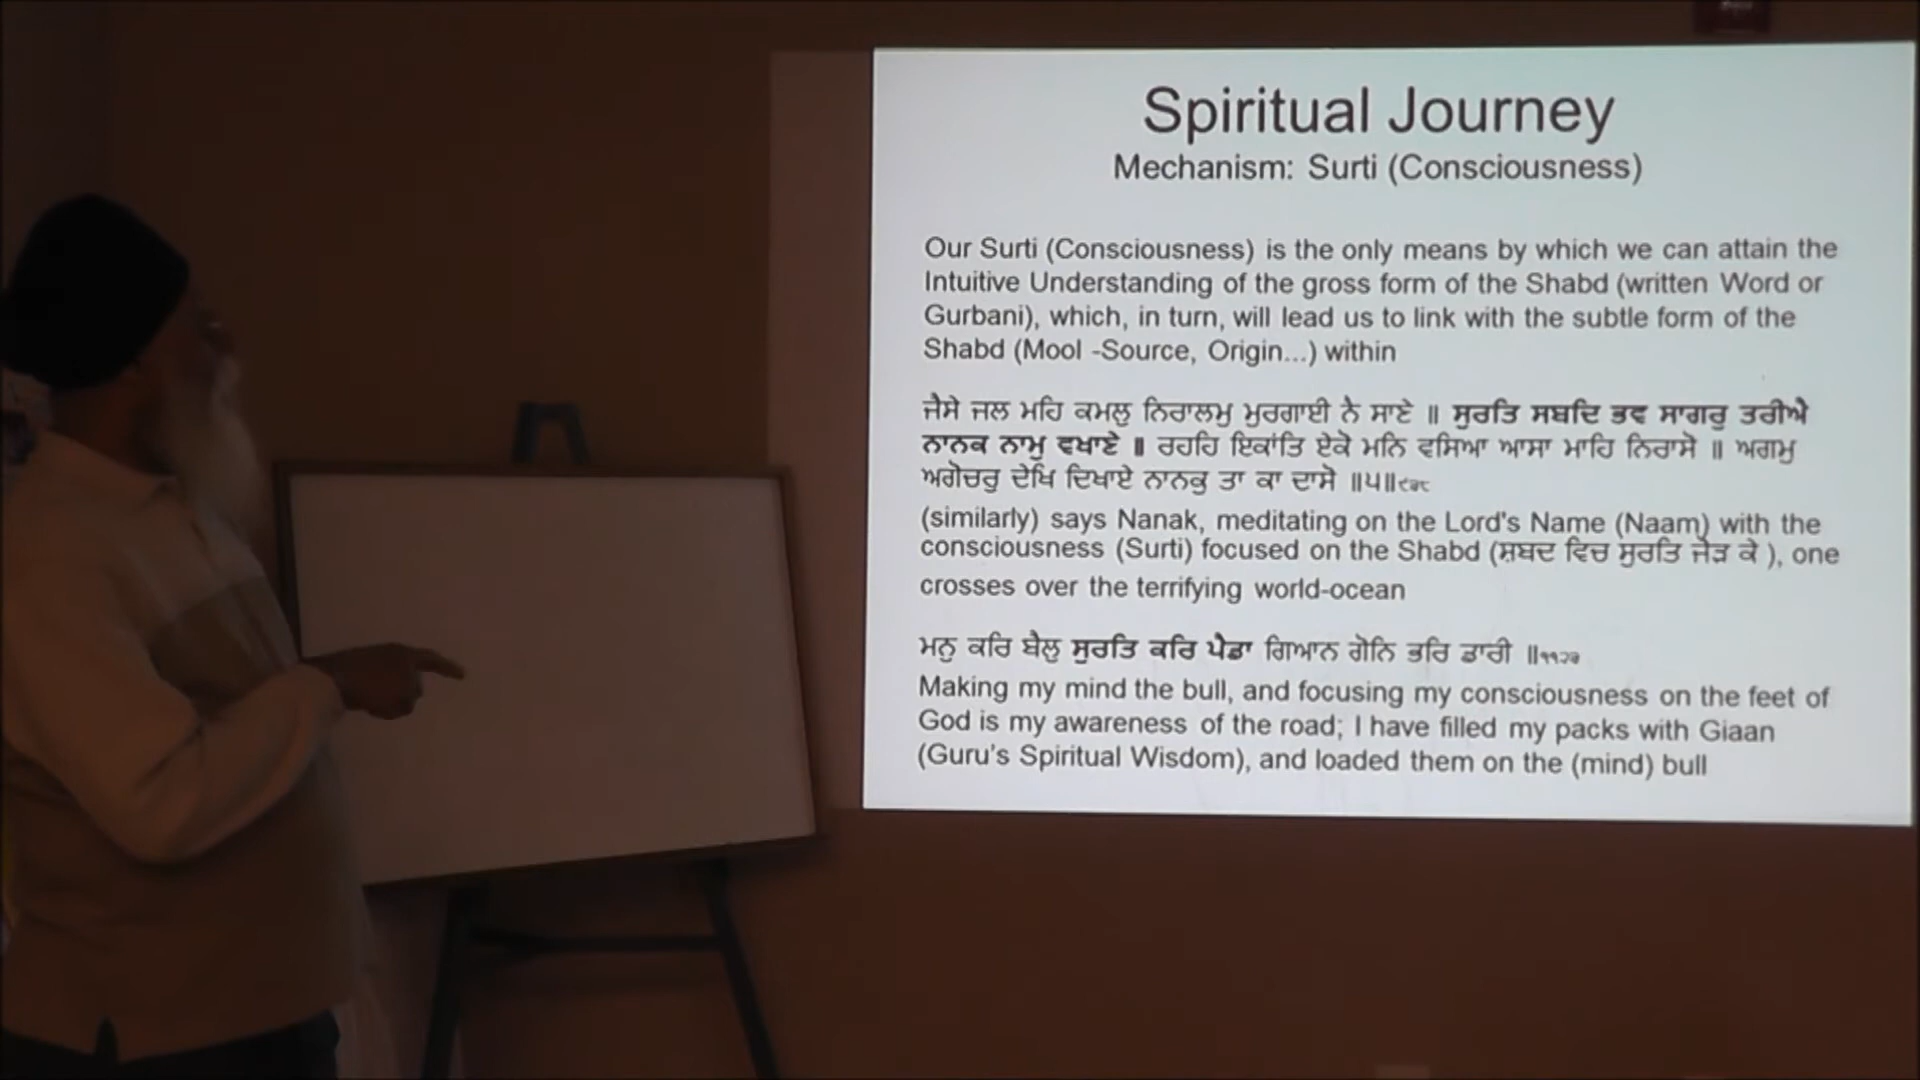 Spiritual Journey
Mechanism: Surti (Consciousness)
Our Surti (Consciousness) is the only means by which we can attain the
Intuitive Understanding of the gross form of the Shabd (written Word or
Gurbani), which, in turn, will lead us to link with the subtle form of the
Shabd (Mool -Source, Origin...) within
ਜੈਸੇ ਜਲ ਮਹਿ ਕਮਲੁ ਨਿਰਾਲਮੁ ਮੁਰਗਾਈ ਨੈ ਸਾਣੇ ॥ ਸੁਰਤਿ ਸਬਦਿ ਭਵ ਸਾਗਰੁ ਤਰੀਐ
ਨਾਨਕ ਨਾਮੁ ਵਖਾਣੇ ॥ ਰਹਹਿ ਇਕਾਂਤਿ ਏਕੋ ਮਨਿ ਵਸਿਆ ਆਸਾ ਮਾਹਿ ਨਿਰਾਸੋ ॥ ਅਗਮੁ
ਅਗੋਚਰੁ ਦੇਖਿ ਦਿਖਾਏ ਨਾਨਕੁ ਤਾ ਕਾ ਦਾਸੋ ॥੫॥੯੩੮
(similarly) says Nanak, meditating on the Lord's Name (Naam) with the
consciousness (Surti) focused on the Shabd (ਸ਼ਬਦ ਵਿਚ ਸੁਰਤਿ ਜੋੜ ਕੇ ), one
crosses over the terrifying world-ocean
ਮਨੁ ਕਰਿ ਬੈਲੁ ਸੁਰਤਿ ਕਰਿ ਪੈਡਾ ਗਿਆਨ ਗੋਨਿ ਭਰਿ ਡਾਰੀ ॥੧੧੨੩
Making my mind the bull, and focusing my consciousness on the feet of
God is my awareness of the road; I have filled my packs with Giaan
(Guru's Spiritual Wisdom), and loaded them on the (mind) bull